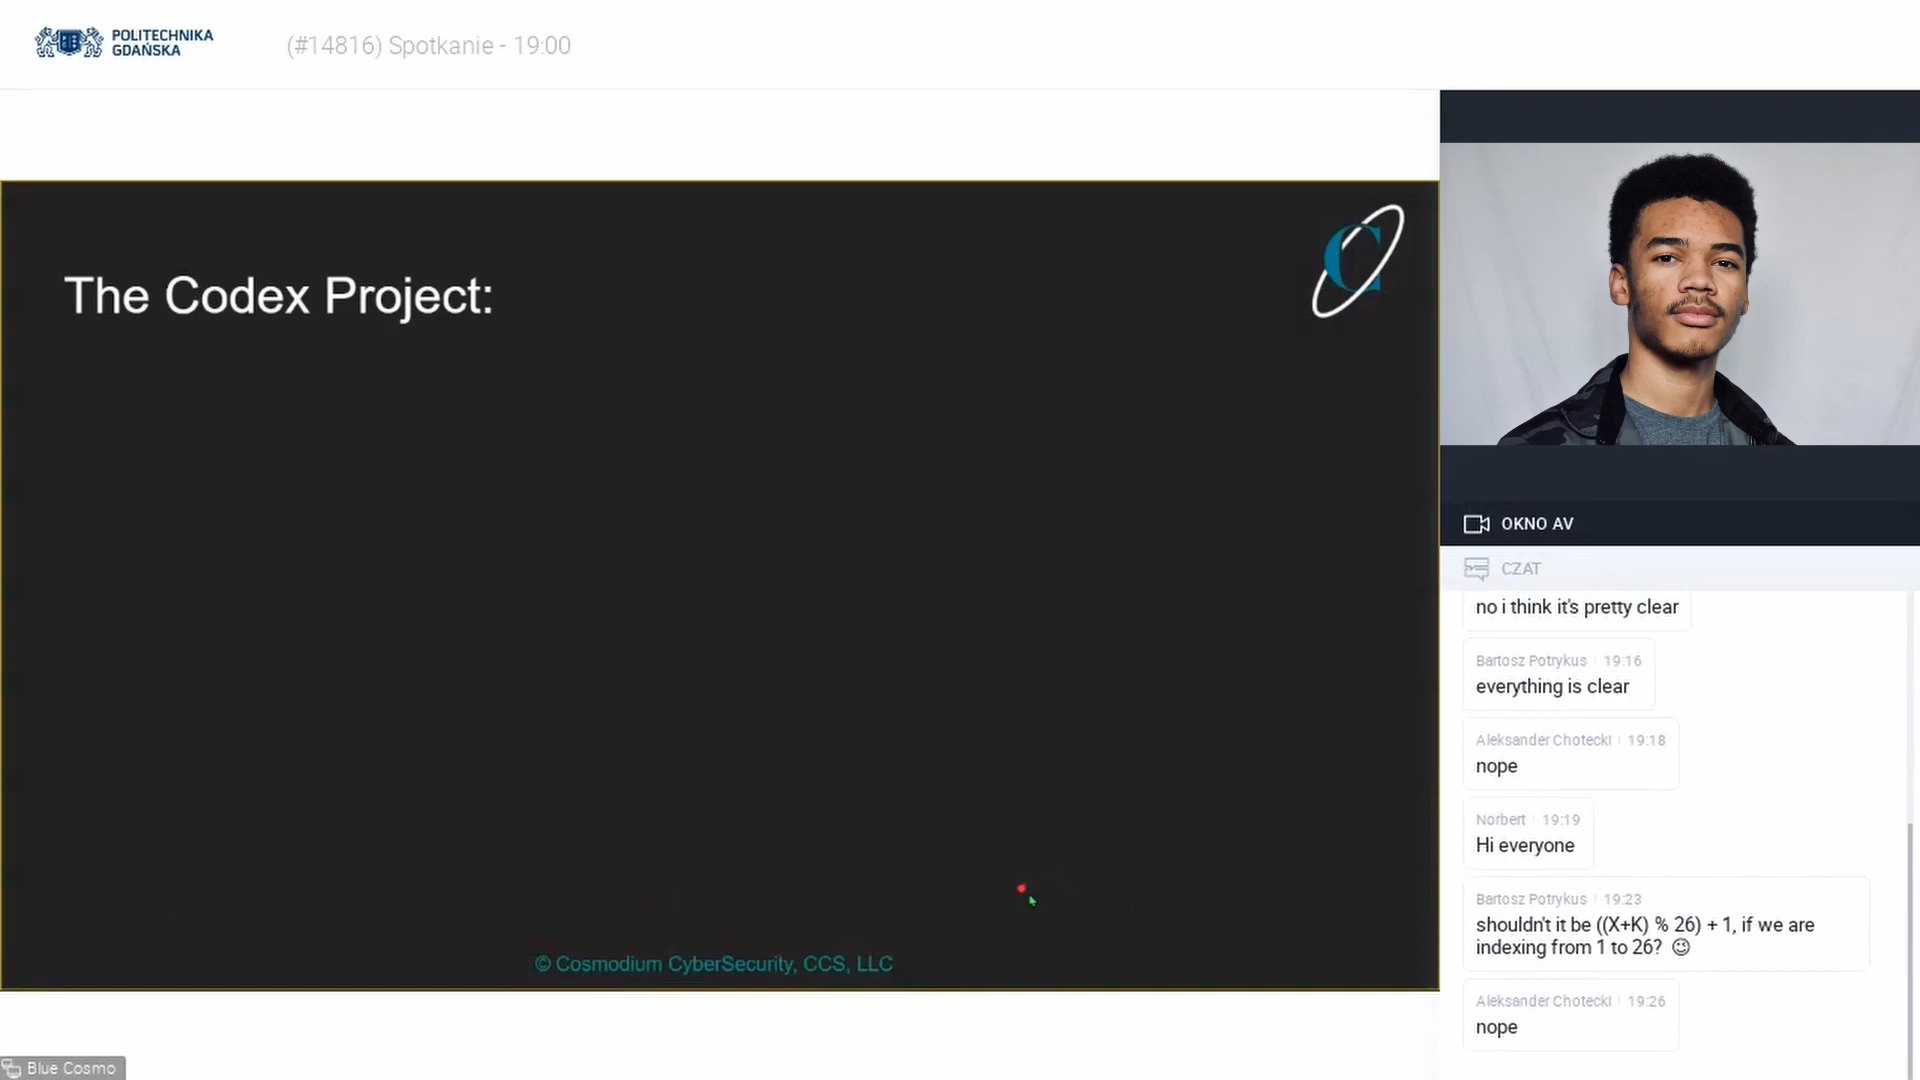 POLITECHNIKA
GDAŃSKA
(#14816) Spotkanie - 19:00
The Codex Project:
C
© Cosmodium CyberSecurity, CCS, LLC
Blue Cosmo
OKNO AV
CZAT
no i think it's pretty clear
Bartosz Potrykus 19:16
everything is clear
Aleksander Chotecki 19:18
nope
Norbert 19:19
Hi everyone
Bartosz Potrykus 19:23
shouldn't it be ((X+K) % 26) + 1, if we are
indexing from 1 to 26? 😉
Aleksander Chotecki 19:26
nope